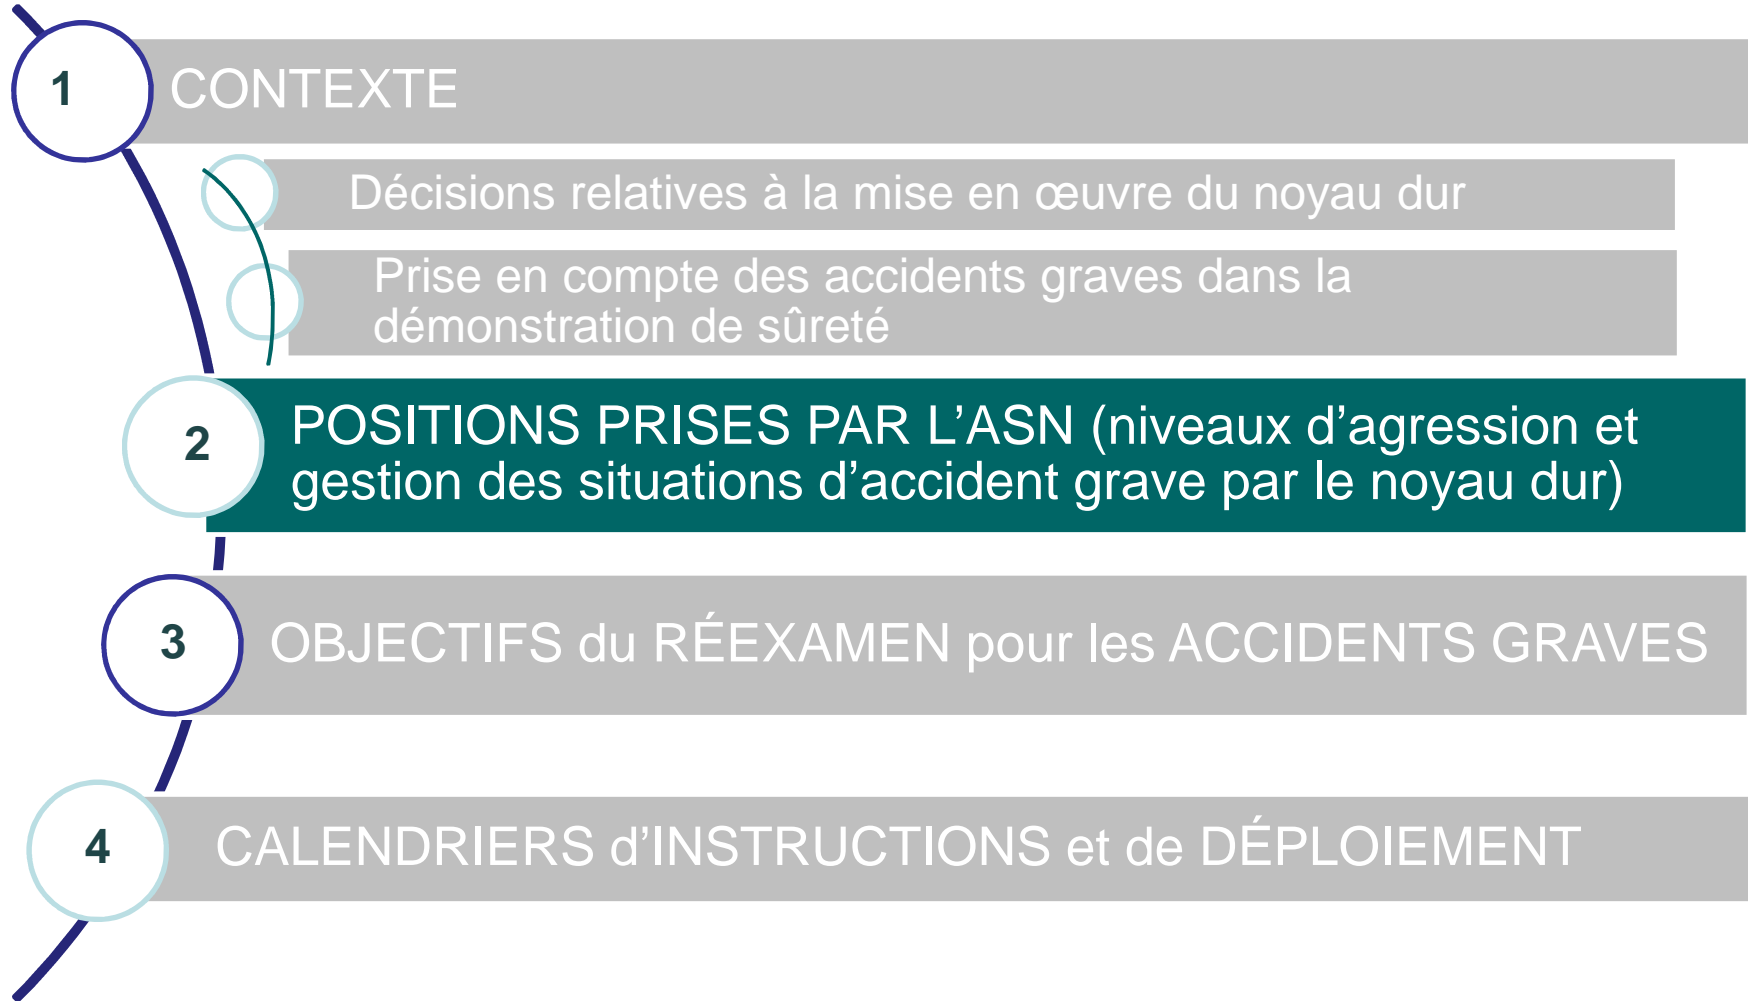 1 CONTEXTE
Décisions relatives à la mise en œuvre du noyau dur
Prise en compte des accidents graves dans la
démonstration de sûreté
2 POSITIONS PRISES PAR L’ASN (niveaux d’agression et
gestion des situations d’accident grave par le noyau dur)
3 OBJECTIFS du RÉEXAMEN pour les ACCIDENTS GRAVES
4 CALENDRIERS d’INSTRUCTIONS et de DÉPLOIEMENT